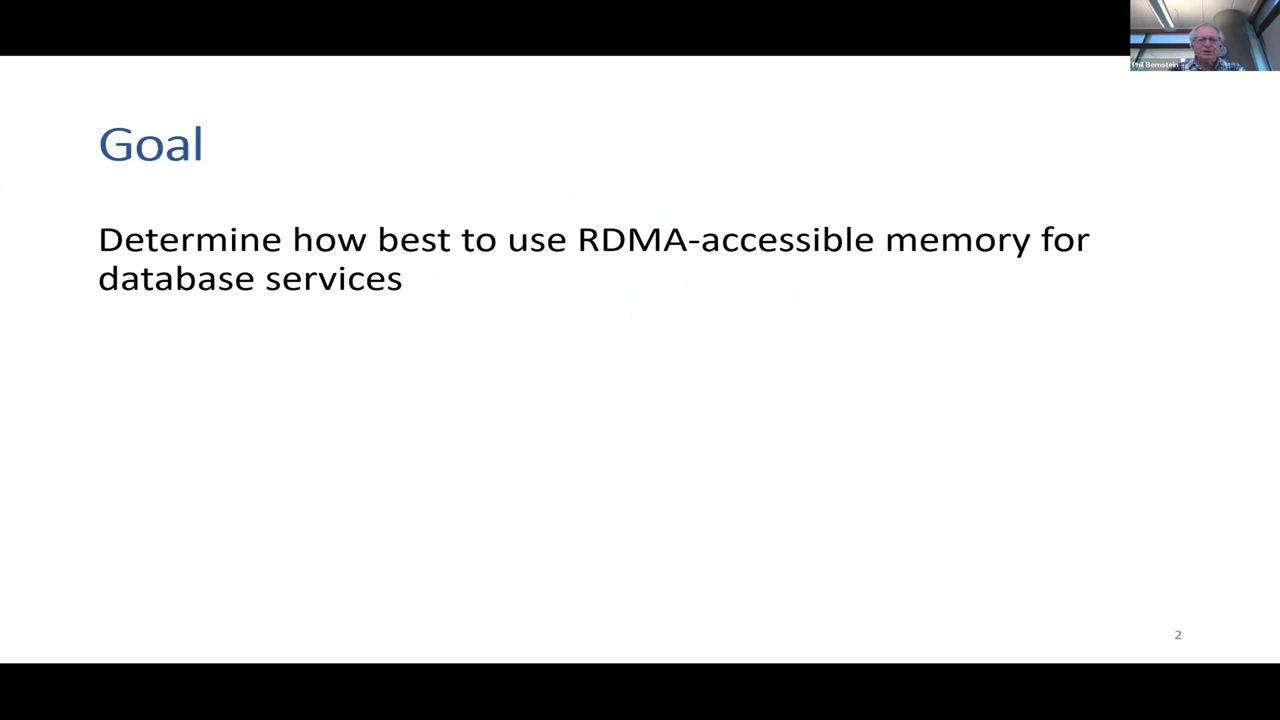 Phil Bernstein
Goal
Determine how best to use RDMA-accessible memory for
database services
2